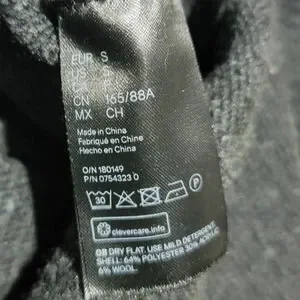 EUR S
US S
CA
CN 165/88A
MX CH
Made in China
Fabriqué en Chine
Hecho en China
O/N 180149
P/N 0754323 0
30 P
clevercare.info
GB DRY FLAT. USE MILD DETERGENT
SHELL: 64% POLYESTER 30% ACRYLIC
6% WOOL